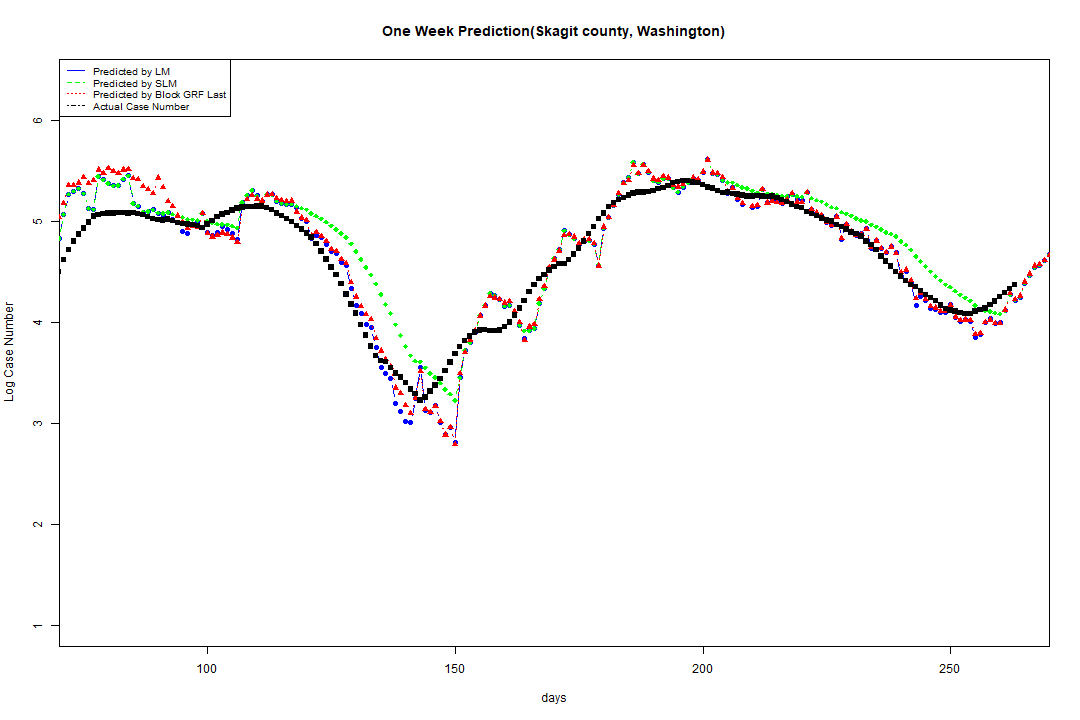 One Week Prediction(Skagit county, Washington)
Predicted by LM
Predicted by SLM
Predicted by Block GRF Last
Actual Case Number
6
5
4
3
2
1
Log Case Number
100 150 200 250
days